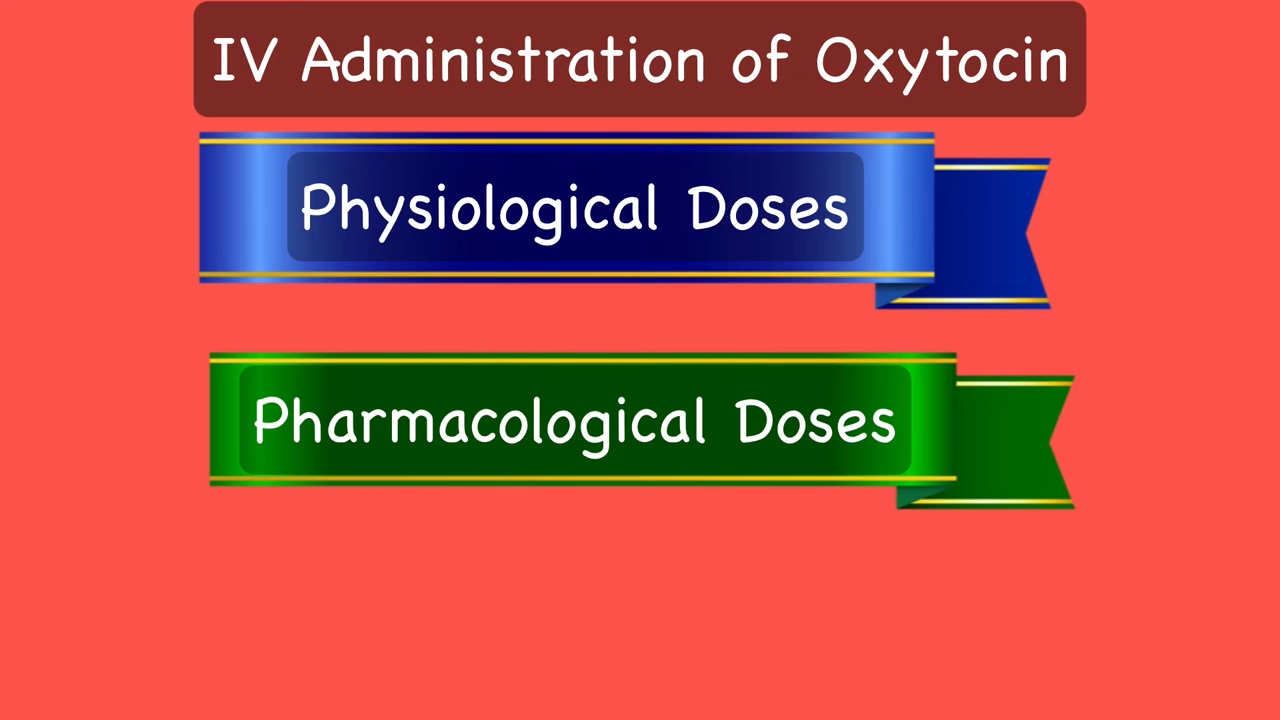 IV Administration of Oxytocin
Physiological Doses
Pharmacological Doses